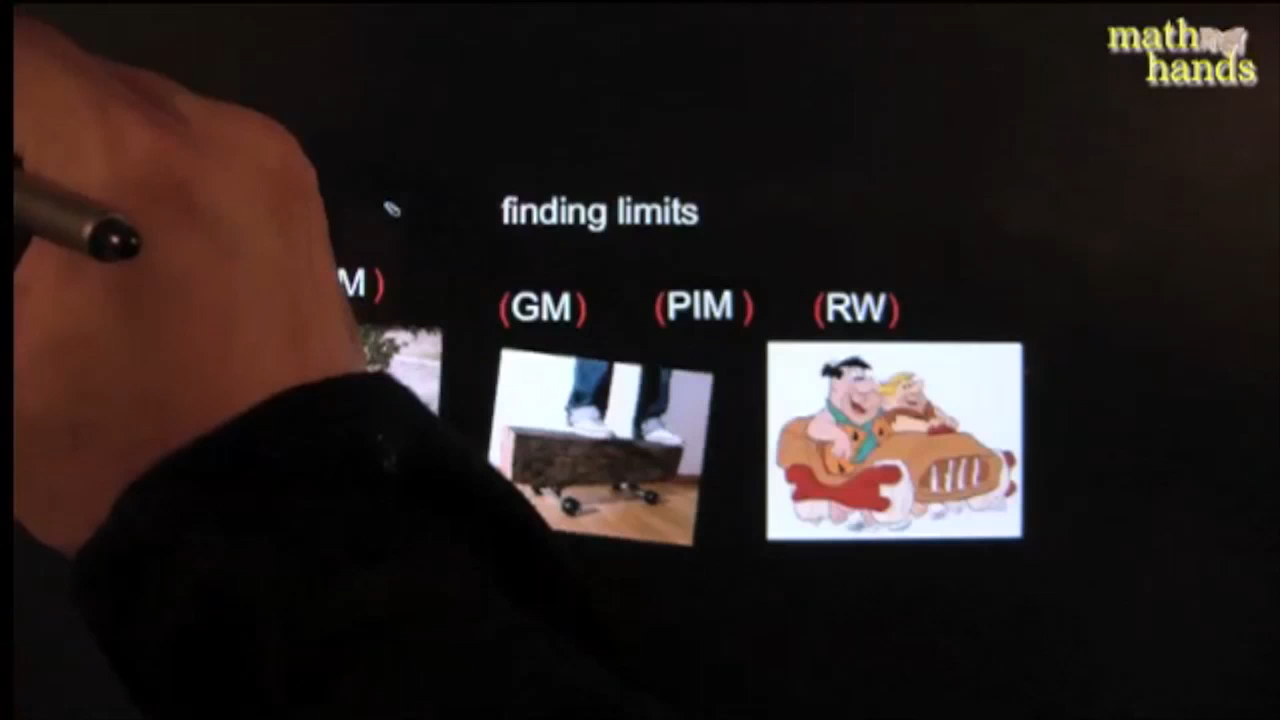 math
hands
finding limits
M )
(GM) (PIM ) (RW)